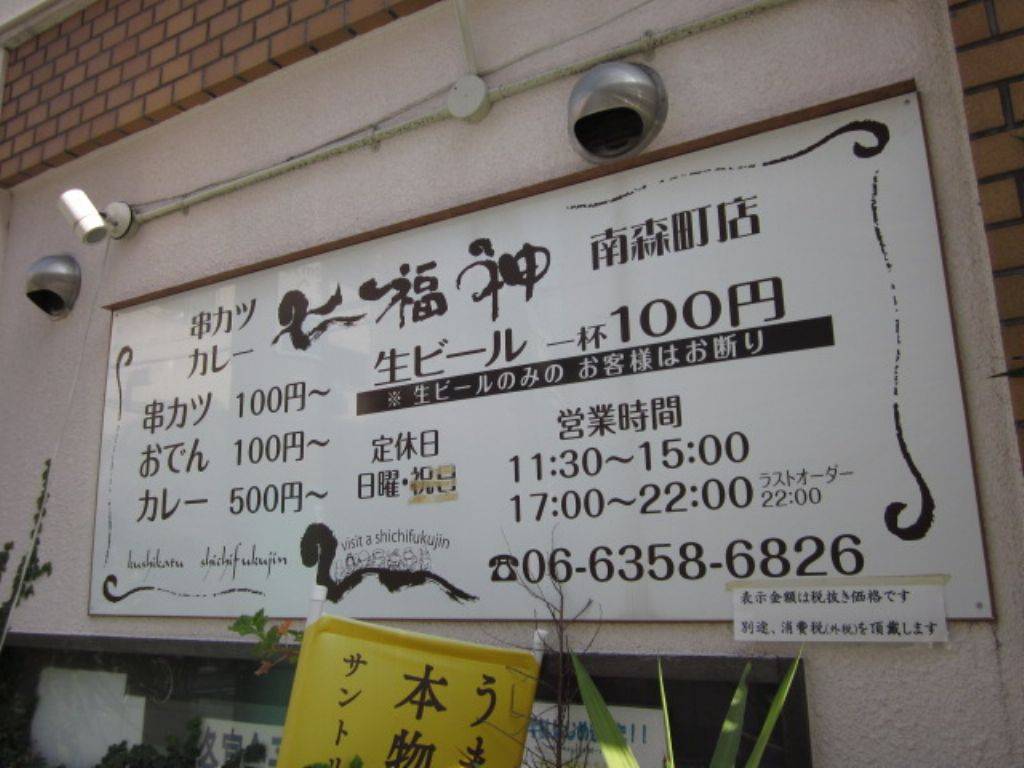 串カツ
カレー
七福神
南森町店
生ビール 一杯100円
※ 生ビールのみの お客様はお断り
串カツ 100円～
おでん 100円～
カレー 500円～
定休日
日曜・祝日
営業時間
11:30～15:00
17:00～22:00 ラストオーダー
22:00
kushikatu shichifukujin
visit a shichifukujin
☎06-6358-6826
表示金額は税抜き価格です
別途、消費税(外税)を頂戴します
うま
本物
サントリ